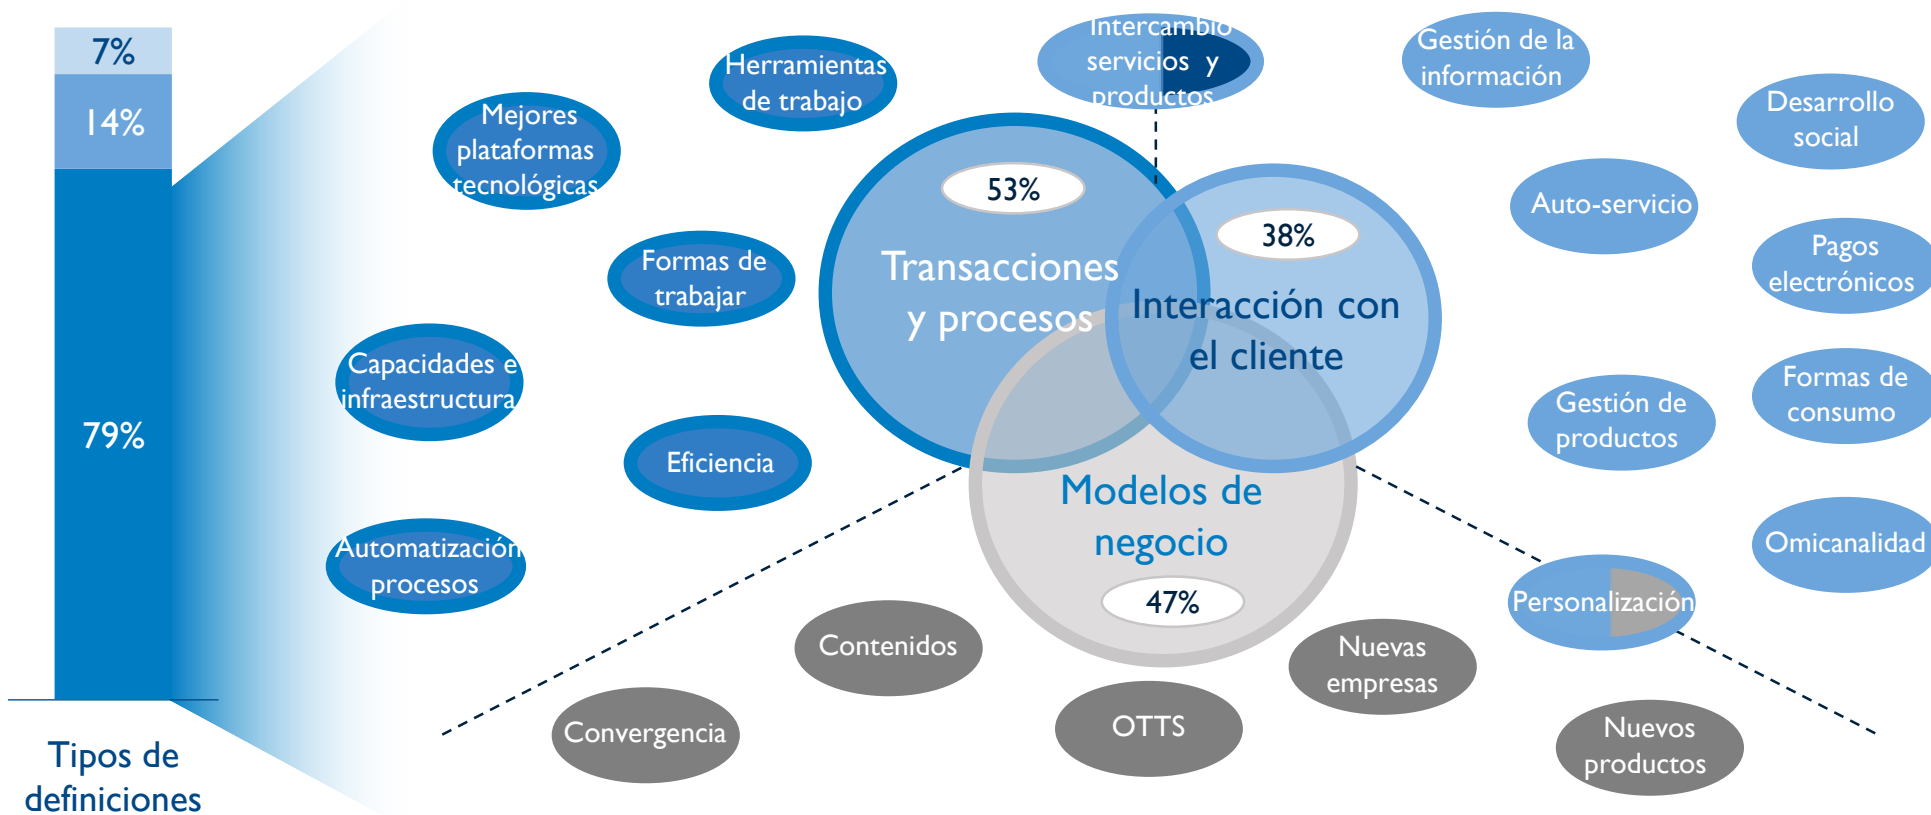 7%
14%
79%
Tipos de
definiciones
Herramientas
de trabajo
Mejores
plataformas
tecnológicas
Formas de
trabajar
Capacidades e
infraestructura
Eficiencia
Automatización
procesos
Intercambio
servicios y
productos
53%
Transacciones
y procesos
38%
Interacción con
el cliente
Modelos de
negocio
47%
Gestión de la
información
Desarrollo
social
Auto-servicio
Pagos
electrónicos
Formas de
consumo
Gestión de
productos
Omicanalidad
Personalización
Contenidos
Convergencia
OTTS
Nuevas
empresas
Nuevos
productos